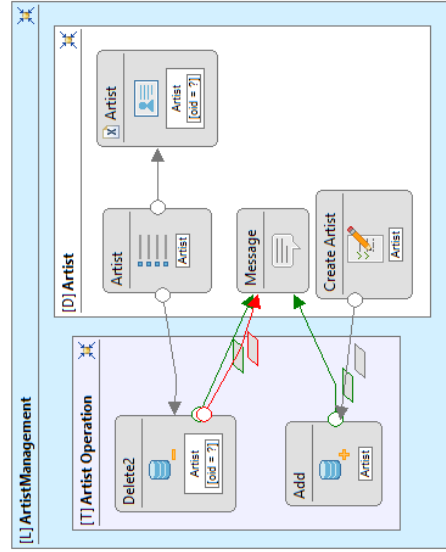 [L] ArtistManagement
[T] Artist Operation
Add
Artist
Delete2
Artist
[oid = ?]
[D] Artist
Create Artist
Artist
Message
Artist
Artist
Artist
Artist
[oid = ?]